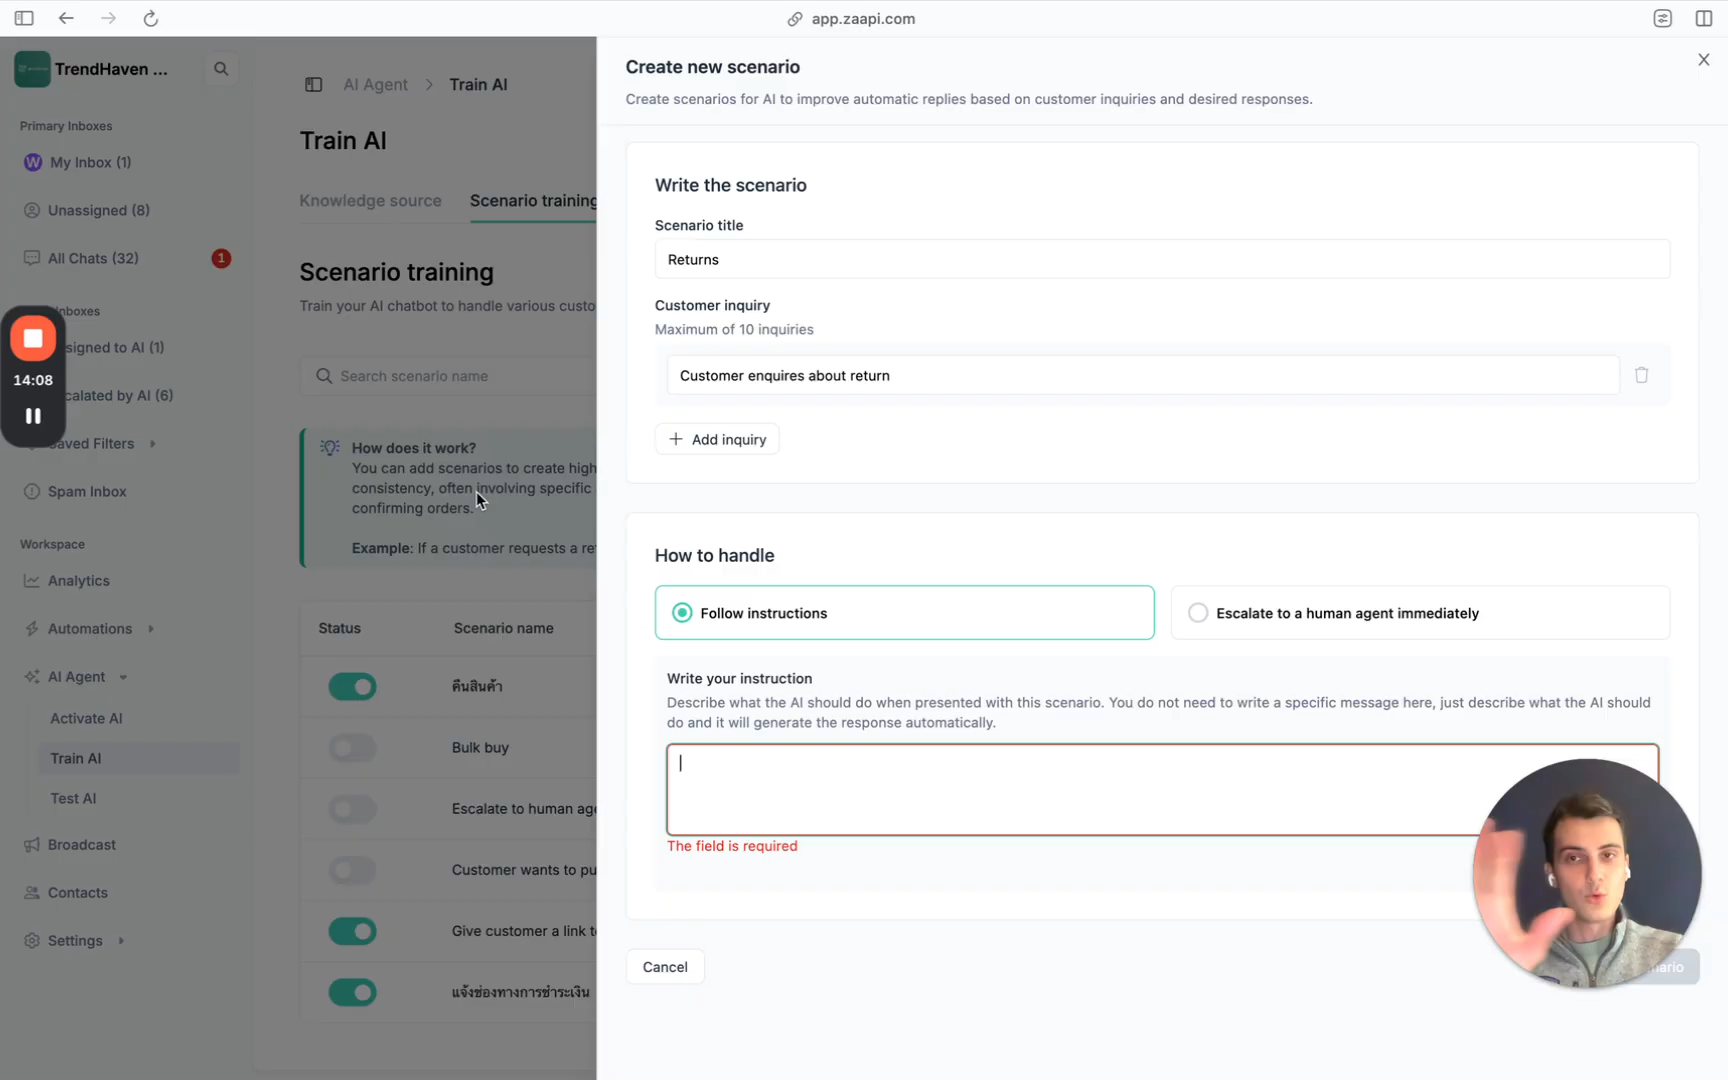 app.zaapi.com
TrendHaven ...
AI Agent > Train AI
Primary Inboxes
W My Inbox (1)
Unassigned (8)
All Chats (32) 1
nboxes
signed to AI (1)
14:08
calated by AI (6)
aved Filters
Spam Inbox
Workspace
Analytics
Automations
AI Agent
Activate AI
Train AI
Test AI
Broadcast
Contacts
Settings
Train AI
Knowledge source Scenario training
Scenario training
Train your AI chatbot to handle various custo
Search scenario name
How does it work?
You can add scenarios to create high
consistency, often involving specific
confirming orders.
Example: If a customer requests a re
Status Scenario name
คืนสินค้า
Bulk buy
Escalate to human age
Customer wants to pu
Give customer a link t
แจ้งช่องทางการชำระเงิน
Create new scenario
Create scenarios for AI to improve automatic replies based on customer inquiries and desired responses.
Write the scenario
Scenario title
Returns
Customer inquiry
Maximum of 10 inquiries
Customer enquires about return
+ Add inquiry
How to handle
Follow instructions
Escalate to a human agent immediately
Write your instruction
Describe what the AI should do when presented with this scenario. You do not need to write a specific message here, just describe what the AI should
do and it will generate the response automatically.
The field is required
Cancel
nario